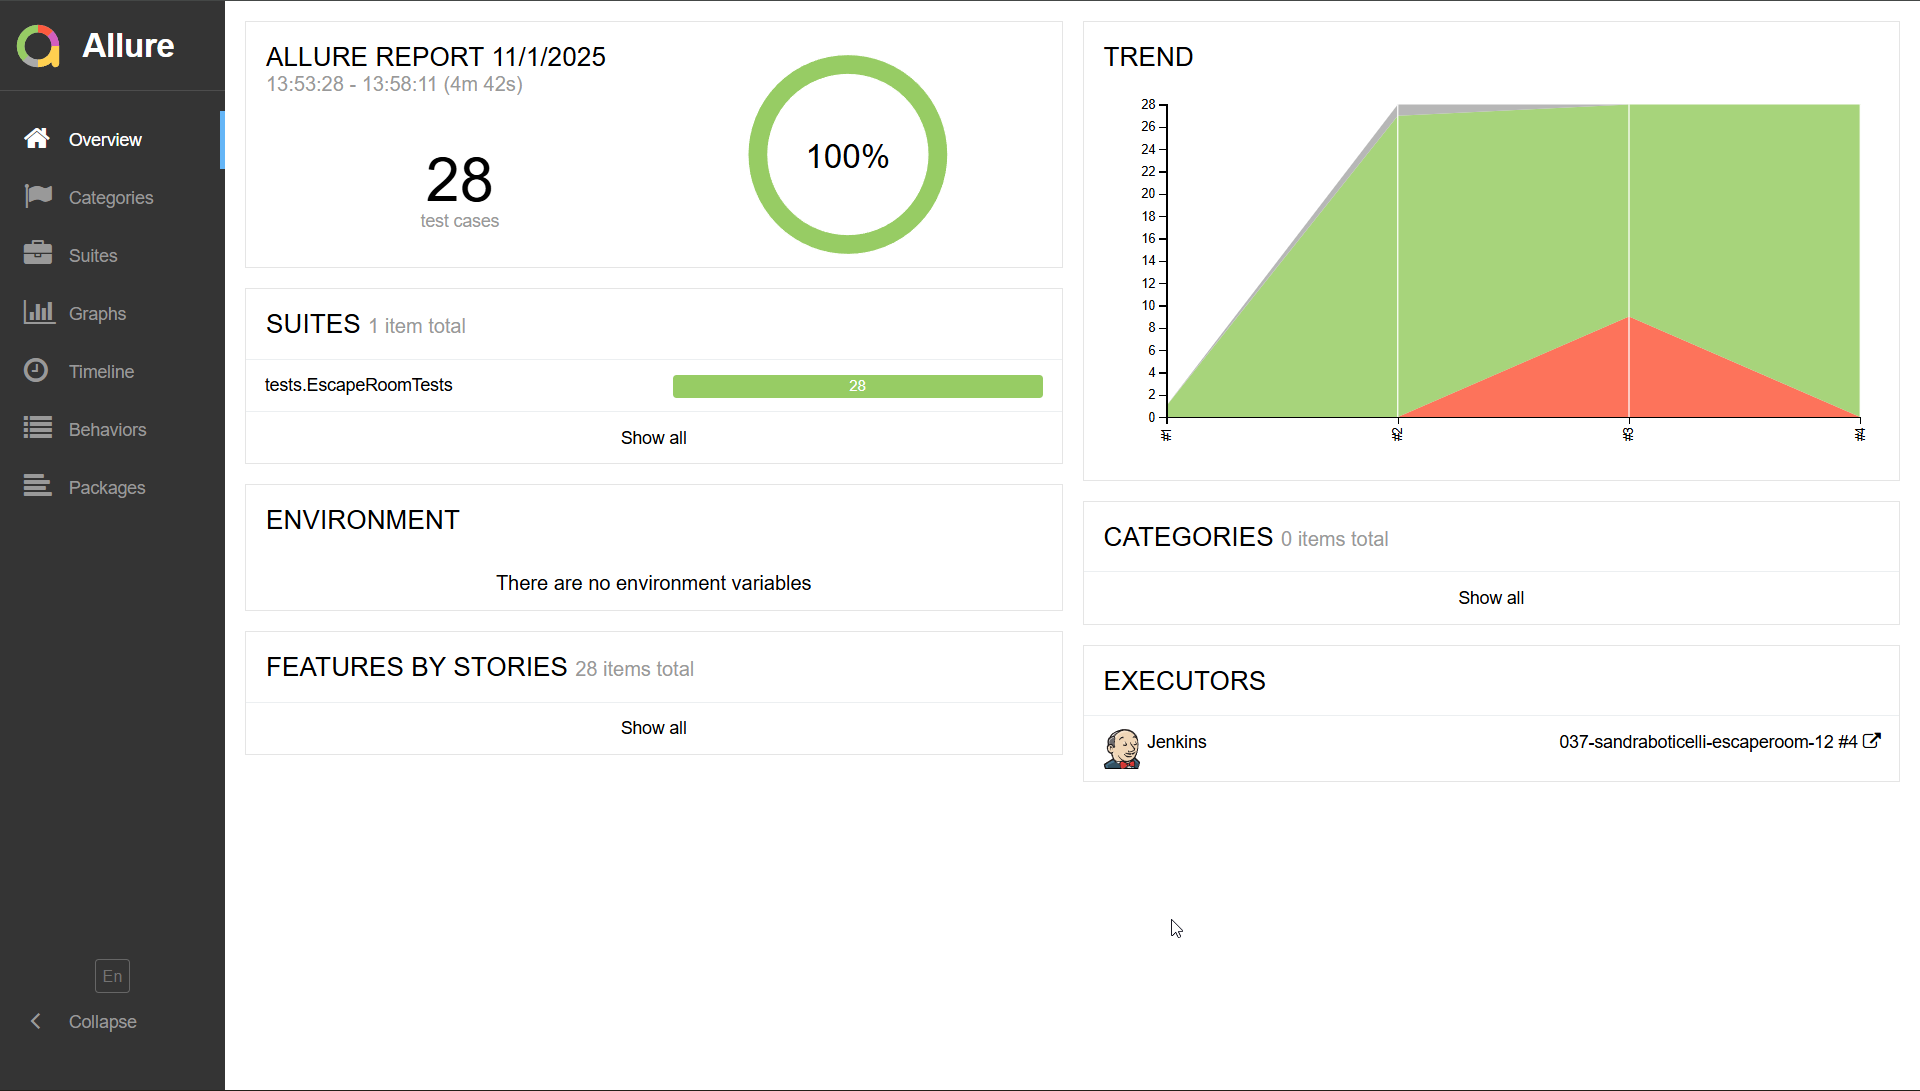 Allure
Overview
Categories
Suites
Graphs
Timeline
Behaviors
Packages
En
Collapse
ALLURE REPORT 11/1/2025
13:53:28 - 13:58:11 (4m 42s)
28
test cases
100%
SUITES 1 item total
tests.EscapeRoomTests 28
Show all
ENVIRONMENT
There are no environment variables
FEATURES BY STORIES 28 items total
Show all
TREND
28
26
24
22
20
18
16
14
12
10
8
6
4
2
0
#1 #2 #3 #4
CATEGORIES 0 items total
Show all
EXECUTORS
Jenkins 037-sandraboticelli-escaperoom-12 #4